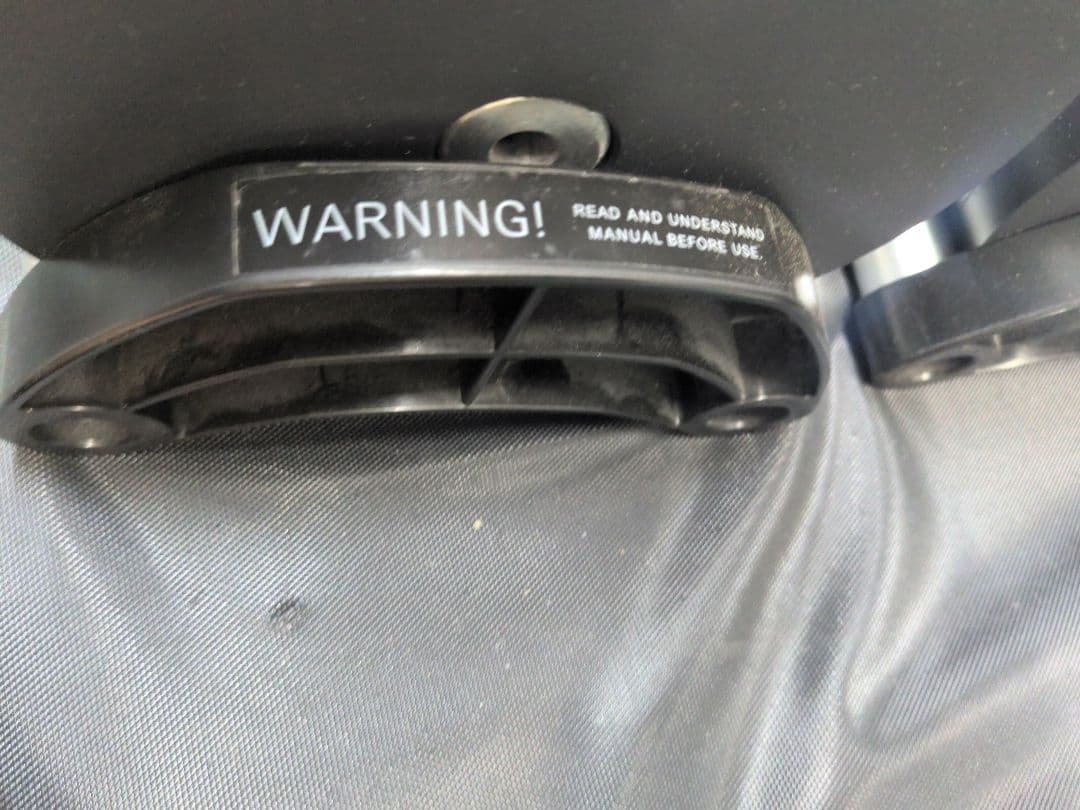 WARNING!
READ AND UNDERSTAND
MANUAL BEFORE USE.